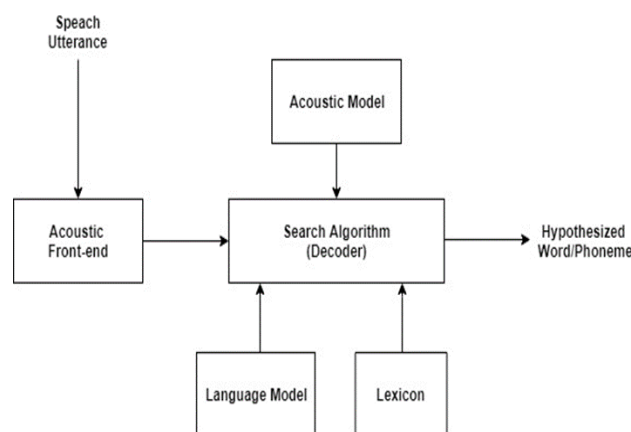 Speach
Utterance
Acoustic Model
Acoustic
Front-end
Search Algorithm
(Decoder)
Hypothesized
Word/Phoneme
Language Model
Lexicon